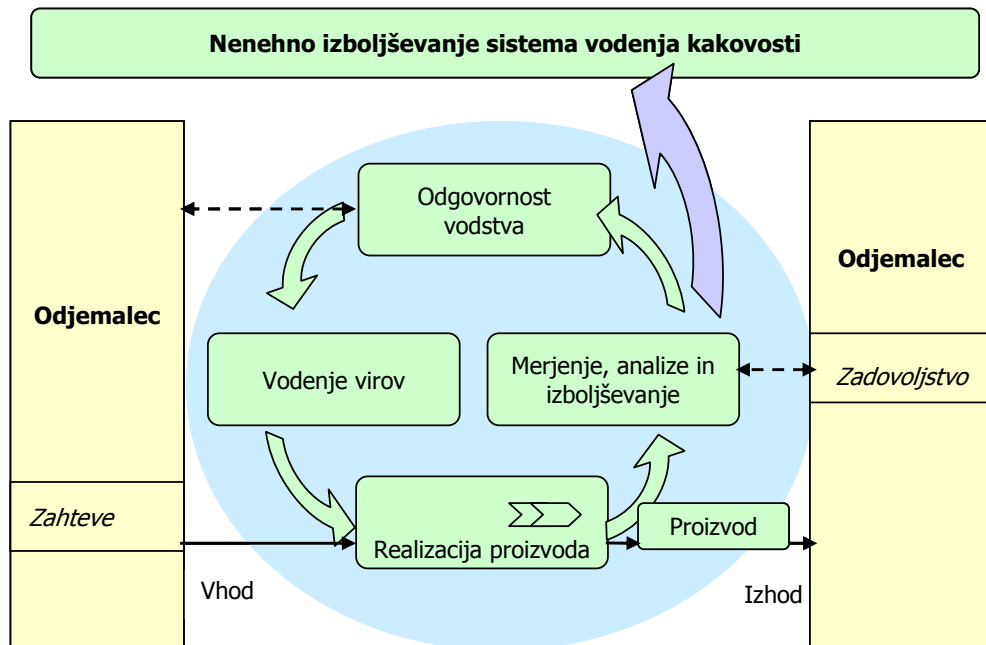 Nenehno izboljševanje sistema vodenja kakovosti
Odgovornost
vodstva
Odjemalec
Odjemalec
Vodenje virov
Merjenje, analize in
izboljševanje
Zadovoljstvo
Zahteve
Realizacija proizvoda
Proizvod
Vhod
Izhod